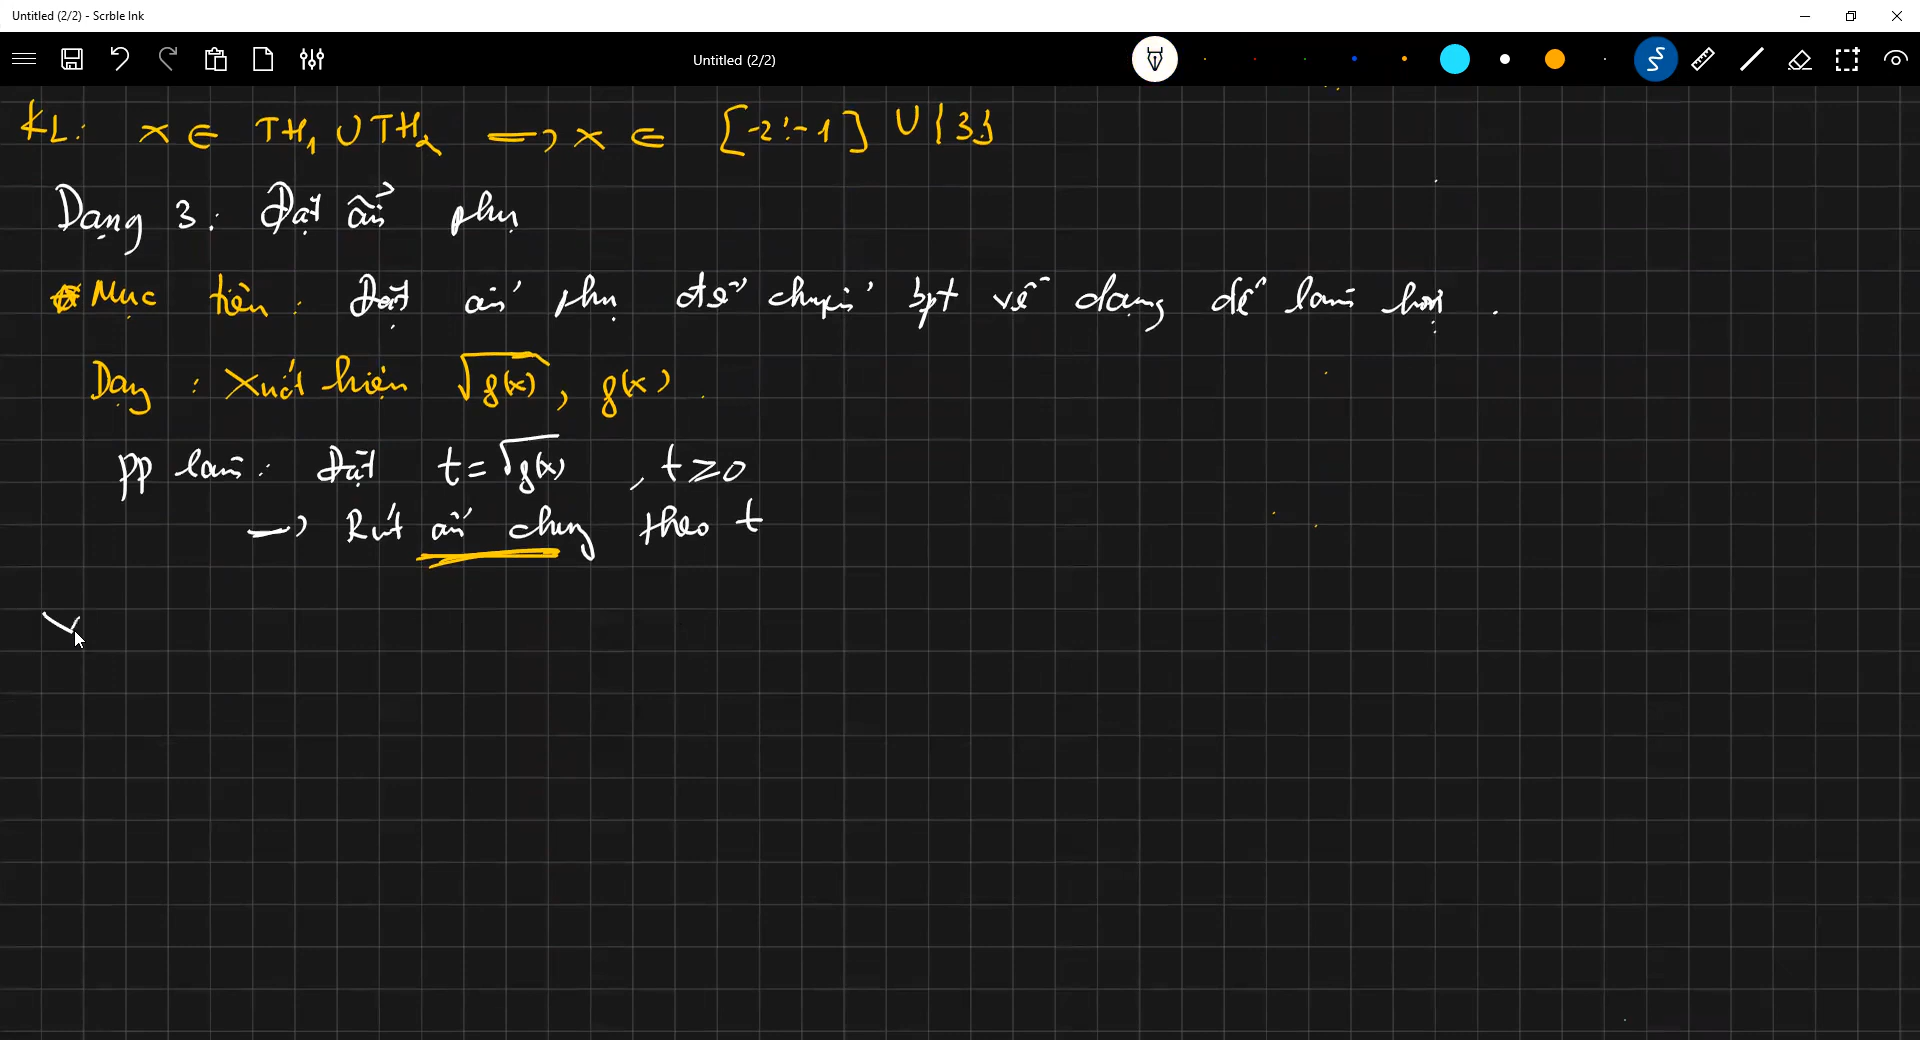 Untitled (2/2) - Scrble Ink
Untitled (2/2)
KL: x ∈ TH₁ ∪ TH₂ => x ∈ [-2;-1] ∪ {3}
Dạng 3: Đặt ẩn phụ
Mục tiêu: Đặt ẩn phụ để chuyển bpt về dạng dễ làm hơn.
Dạng: Xuất hiện √g(x), g(x).
PP làm: Đặt t = √g(x), t ≥ 0
→ Rút ẩn chung theo t